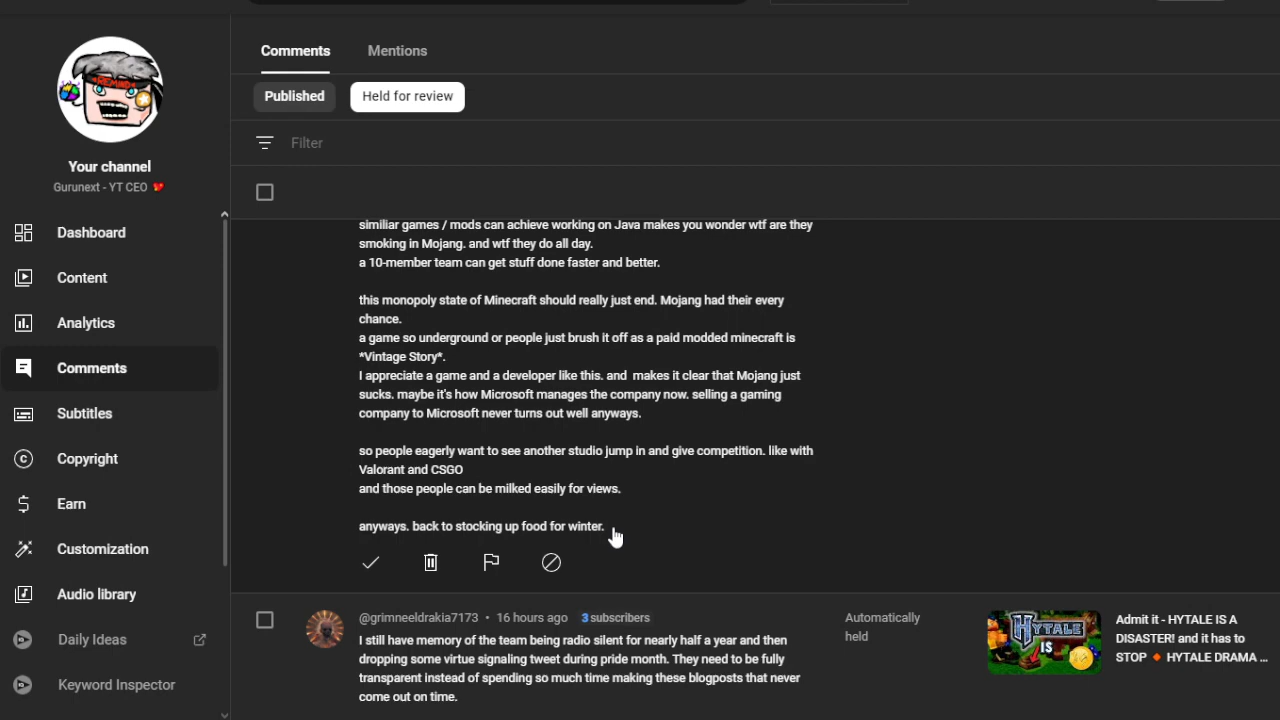 Comments
Mentions
Published
Held for review
Filter
REMIND
Your channel
Gurunext - YT CEO
Dashboard
Content
Analytics
Comments
Subtitles
Copyright
Earn
Customization
Audio library
Daily Ideas
Keyword Inspector
similiar games / mods can achieve working on Java makes you wonder wtf are they
smoking in Mojang. and wtf they do all day.
a 10-member team can get stuff done faster and better.
this monopoly state of Minecraft should really just end. Mojang had their every
chance.
a game so underground or people just brush it off as a paid modded minecraft is
*Vintage Story*.
I appreciate a game and a developer like this. and makes it clear that Mojang just
sucks. maybe it's how Microsoft manages the company now. selling a gaming
company to Microsoft never turns out well anyways.
so people eagerly want to see another studio jump in and give competition. like with
Valorant and CSGO
and those people can be milked easily for views.
anyways. back to stocking up food for winter.
@grimneeldrakia7173 • 16 hours ago 3 subscribers
I still have memory of the team being radio silent for nearly half a year and then
dropping some virtue signaling tweet during pride month. They need to be fully
transparent instead of spending so much time making these blogposts that never
come out on time.
Automatically
held
HYTALE
IS
Admit it - HYTALE IS A
DISASTER! and it has to
STOP 🔸 HYTALE DRAMA ...